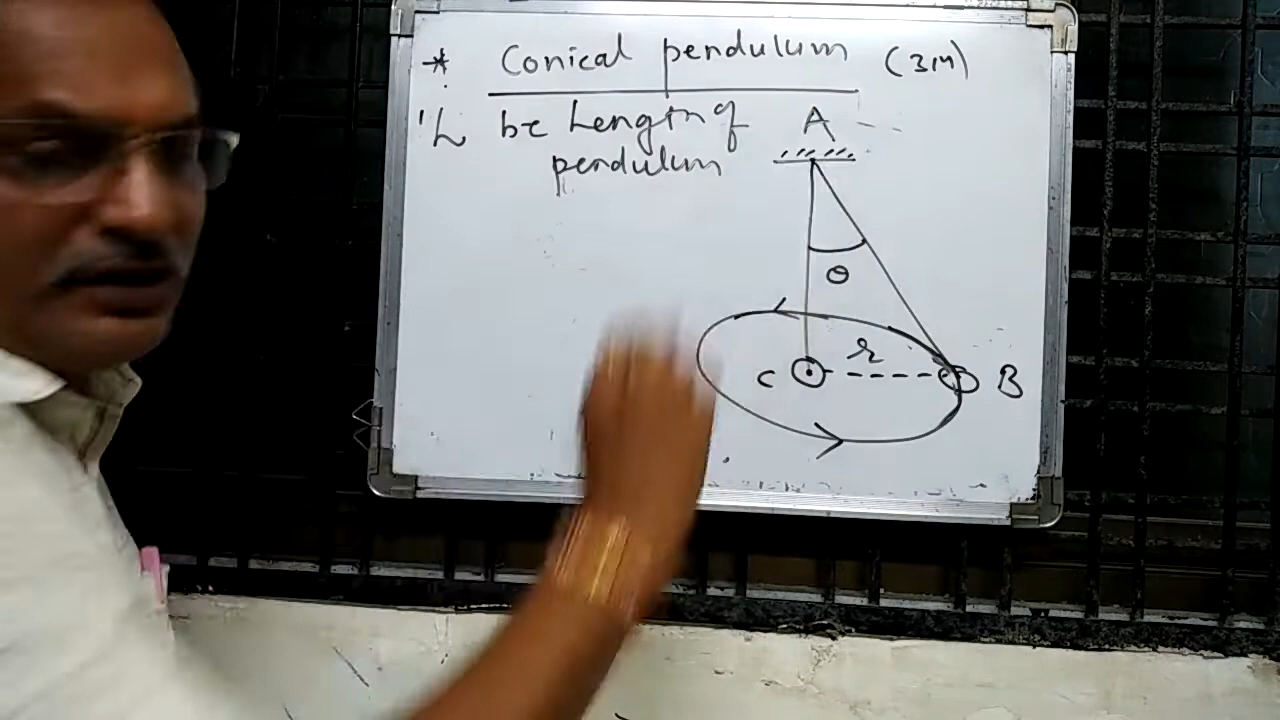 * Conical pendulum (3M)
'L be Length of
pendulum
A
θ
r
C
B